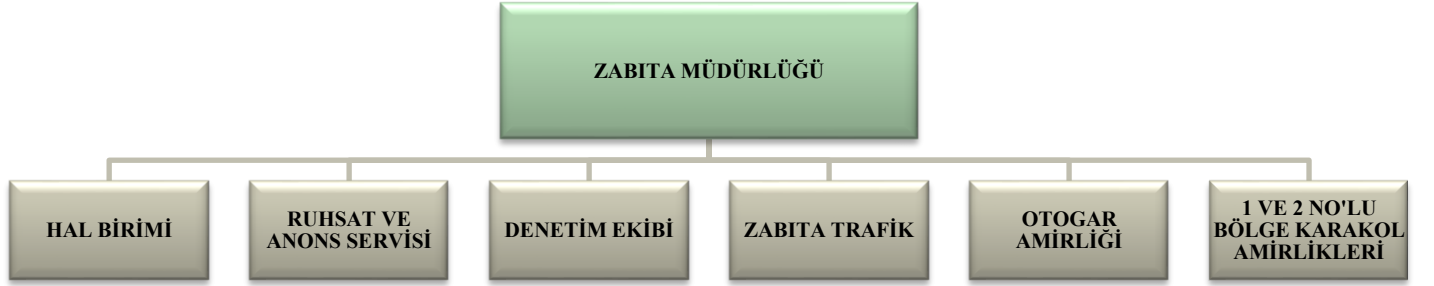 ZABITA MÜDÜRLÜĞÜ
HAL BİRİMİ
RUHSAT VE
ANONS SERVİSİ
DENETİM EKİBİ
ZABITA TRAFİK
OTOGAR
AMİRLİĞİ
1 VE 2 NO'LU
BÖLGE KARAKOL
AMİRLİKLERİ